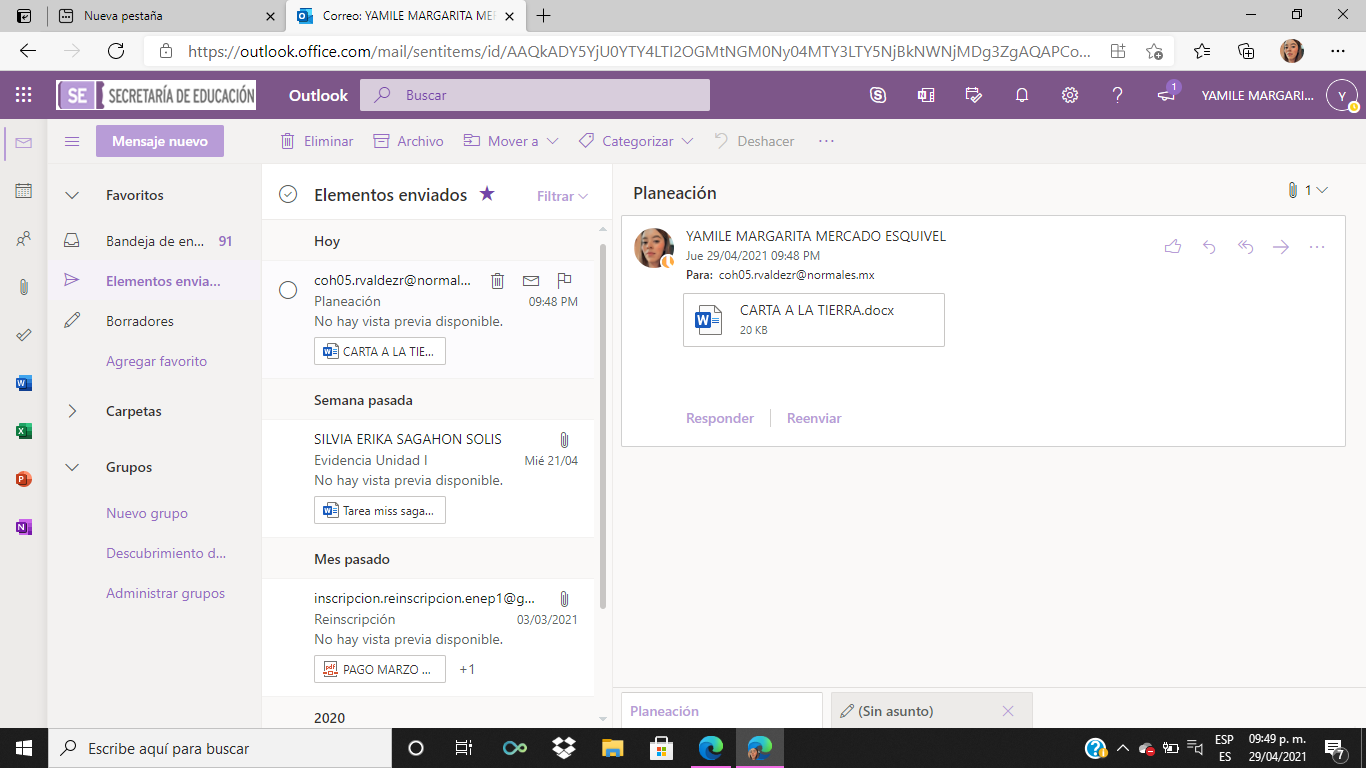 Nueva pestaña
Correo: YAMILE MARGARITA MER
https://outlook.office.com/mail/sentitems/id/AAQkADY5YjU0YTY4LTI2OGMtNGM0Ny04MTY3LTY5NjBkNWNjMDg3ZgAQAPCo...
SE SECRETARÍA DE EDUCACIÓN
Outlook
Buscar
1
YAMILE MARGARI...
Y
Mensaje nuevo
Eliminar
Archivo
Mover a
Categorizar
Deshacer
Favoritos
Bandeja de en... 91
Elementos envia...
Borradores
Agregar favorito
Carpetas
Grupos
Nuevo grupo
Descubrimiento d...
Administrar grupos
Elementos enviados
Filtrar
Hoy
coh05.rvaldezr@normal...
Planeación 09:48 PM
No hay vista previa disponible.
CARTA A LA TIE...
Semana pasada
SILVIA ERIKA SAGAHON SOLIS
Evidencia Unidad I Mié 21/04
No hay vista previa disponible.
Tarea miss saga...
Mes pasado
inscripcion.reinscripcion.enep1@g...
Reinscripción 03/03/2021
No hay vista previa disponible.
PAGO MARZO ... +1
2020
Planeación
1
YAMILE MARGARITA MERCADO ESQUIVEL
Jue 29/04/2021 09:48 PM
Para: coh05.rvaldezr@normales.mx
CARTA A LA TIERRA.docx
20 KB
Responder
Reenviar
Planeación
(Sin asunto)
Escribe aquí para buscar
ESP
ES
09:49 p. m.
29/04/2021
7